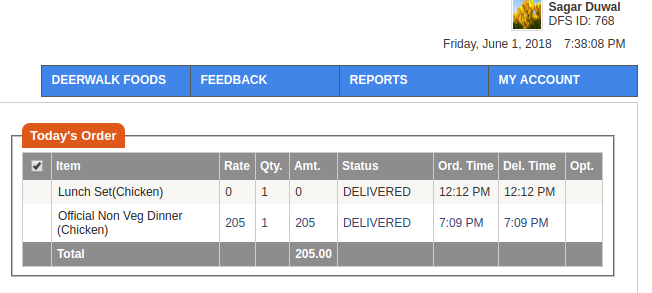 Sagar Duwal
DFS ID: 768
Friday, June 1, 2018 7:38:08 PM
DEERWALK FOODS FEEDBACK REPORTS MY ACCOUNT
Today's Order
Item Rate Qty. Amt. Status Ord. Time Del. Time Opt.
Lunch Set(Chicken) 0 1 0 DELIVERED 12:12 PM 12:12 PM
Official Non Veg Dinner
(Chicken) 205 1 205 DELIVERED 7:09 PM 7:09 PM
Total 205.00